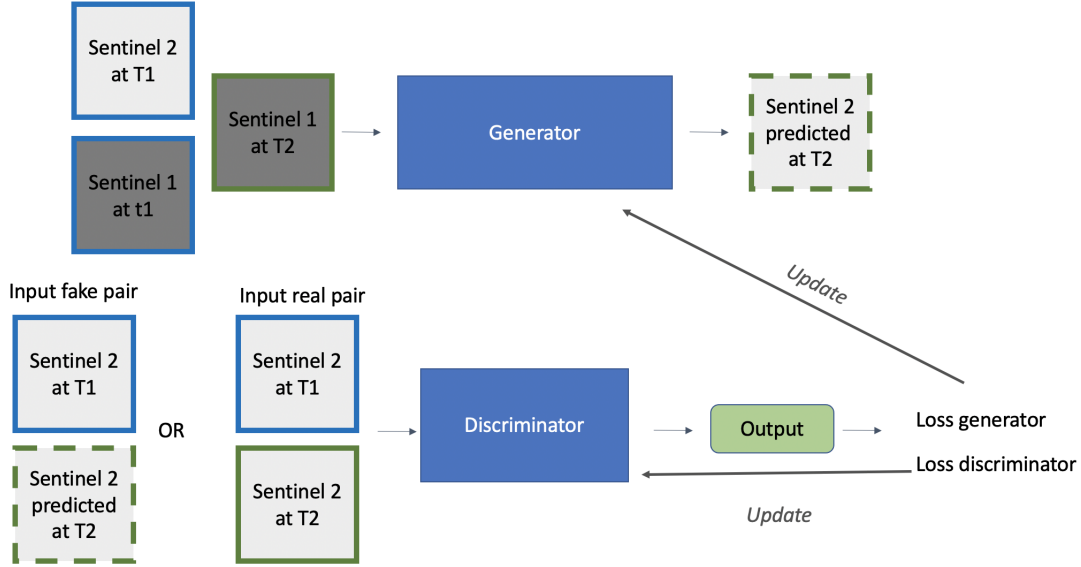 Sentinel 2
at T1
Sentinel 1
at T2
Generator
Sentinel 2
predicted
at T2
Sentinel 1
at t1
Update
Input fake pair
Input real pair
Sentinel 2
at T1
OR
Sentinel 2
predicted
at T2
Sentinel 2
at T1
Sentinel 2
at T2
Discriminator
Output
Loss generator
Loss discriminator
Update